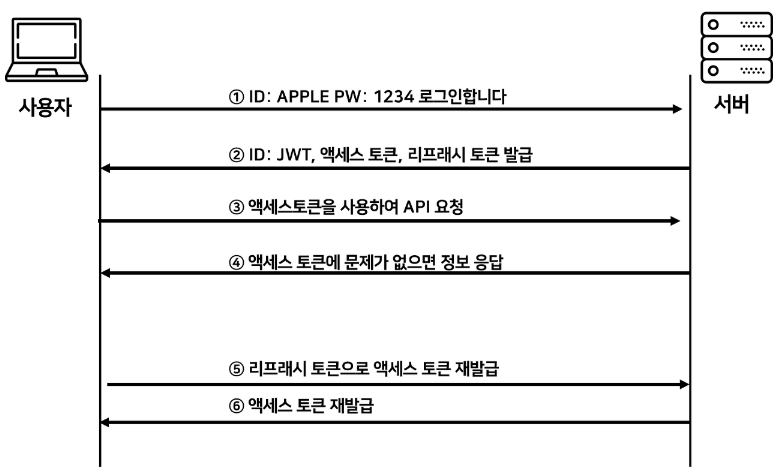 사용자
서버
① ID: APPLE PW: 1234 로그인합니다
② ID: JWT, 액세스 토큰, 리프래시 토큰 발급
③ 액세스토큰을 사용하여 API 요청
④ 액세스 토큰에 문제가 없으면 정보 응답
⑤ 리프래시 토큰으로 액세스 토큰 재발급
⑥ 액세스 토큰 재발급